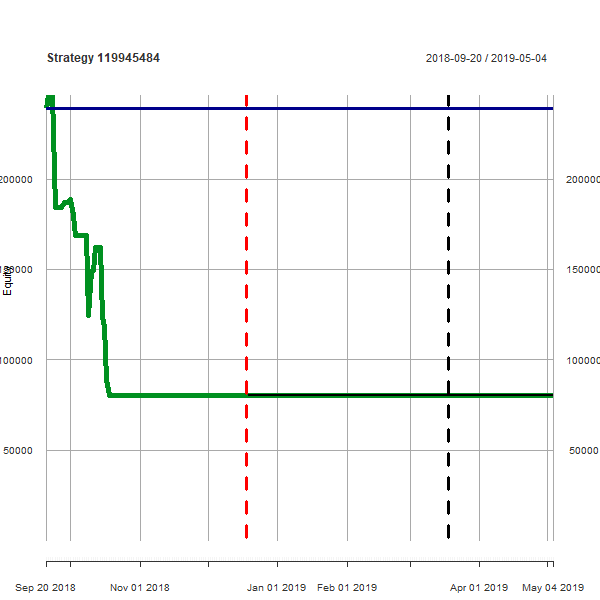 Strategy 119945484
2018-09-20 / 2019-05-04
200000 200000
150000 150000
Equity
100000 100000
50000 50000
Sep 20 2018 Nov 01 2018 Jan 01 2019 Feb 01 2019 Apr 01 2019 May 04 2019